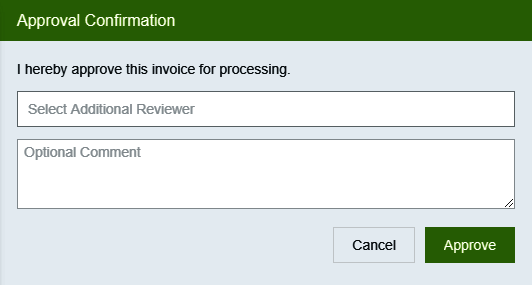 Approval Confirmation
I hereby approve this invoice for processing.
Select Additional Reviewer
Optional Comment
Cancel
Approve